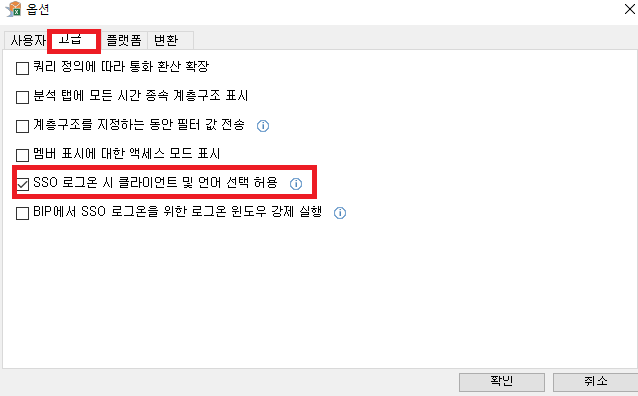 옵션
사용자 고급 플랫폼 변환
쿼리 정의에 따라 통화 환산 확장
분석 탭에 모든 시간 종속 계층구조 표시
계층구조를 지정하는 동안 필터 값 전송
멤버 표시에 대한 액세스 모드 표시
SSO 로그온 시 클라이언트 및 언어 선택 허용
BIP에서 SSO 로그온을 위한 로그온 윈도우 강제 실행
확인 취소